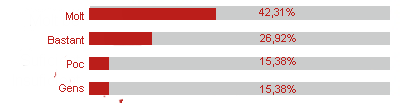 Molt 42,31%
Bastant 26,92%
Poc 15,38%
Gens 15,38%